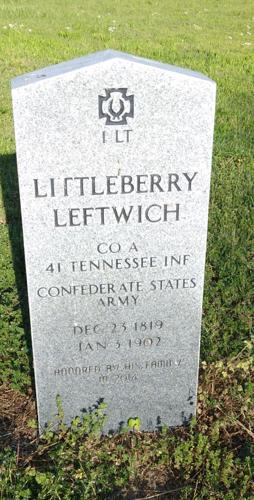 1 LT
LITTLEBERRY
LEFTWICH
CO A
41 TENNESSEE INF
CONFEDERATE STATES
ARMY
DEC 23 1819
JAN 3 1902
HONORED BY HIS FAMILY
IN